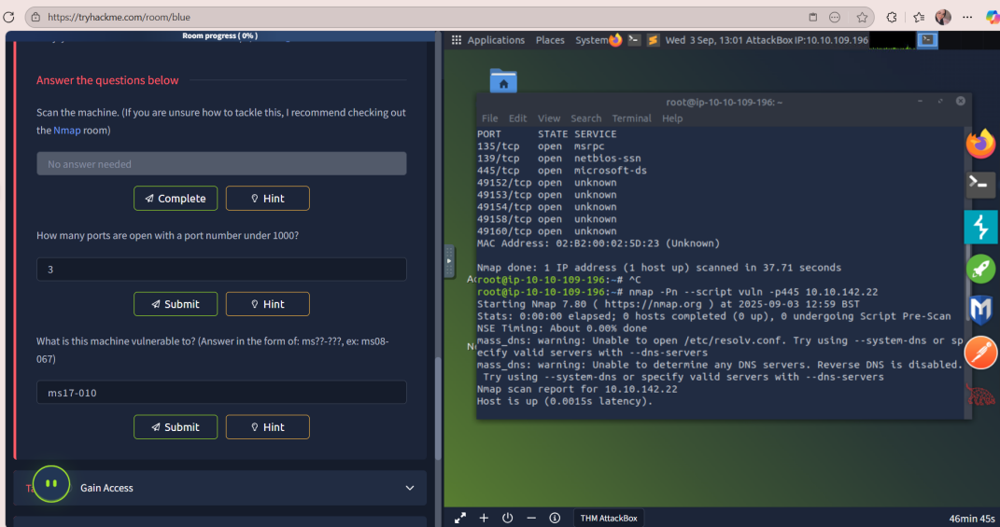 https://tryhackme.com/room/blue
Room progress ( 0% )
Answer the questions below
Scan the machine. (If you are unsure how to tackle this, I recommend checking out
the Nmap room)
No answer needed
Complete
Hint
How many ports are open with a port number under 1000?
3
Submit
Hint
What is this machine vulnerable to? (Answer in the form of: ms??-???, ex: ms08-
067)
ms17-010
Submit
Hint
Gain Access
Applications Places System Wed 3 Sep, 13:01 AttackBox IP:10.10.109.196
root@ip-10-10-109-196: ~
File Edit View Search Terminal Help
PORT STATE SERVICE
135/tcp open msrpc
139/tcp open netbios-ssn
445/tcp open microsoft-ds
49152/tcp open unknown
49153/tcp open unknown
49154/tcp open unknown
49158/tcp open unknown
49160/tcp open unknown
MAC Address: 02:B2:00:02:5D:23 (Unknown)
Nmap done: 1 IP address (1 host up) scanned in 37.71 seconds
root@ip-10-10-109-196:~# ^C
root@ip-10-10-109-196:~# nmap -Pn --script vuln -p445 10.10.142.22
Starting Nmap 7.80 ( https://nmap.org ) at 2025-09-03 12:59 BST
Stats: 0:00:00 elapsed; 0 hosts completed (0 up), 0 undergoing Script Pre-Scan
NSE Timing: About 0.00% done
mass_dns: warning: Unable to open /etc/resolv.conf. Try using --system-dns or sp
ecify valid servers with --dns-servers
mass_dns: warning: Unable to determine any DNS servers. Reverse DNS is disabled.
Try using --system-dns or specify valid servers with --dns-servers
Nmap scan report for 10.10.142.22
Host is up (0.0015s latency).
THM AttackBox
46min 45s